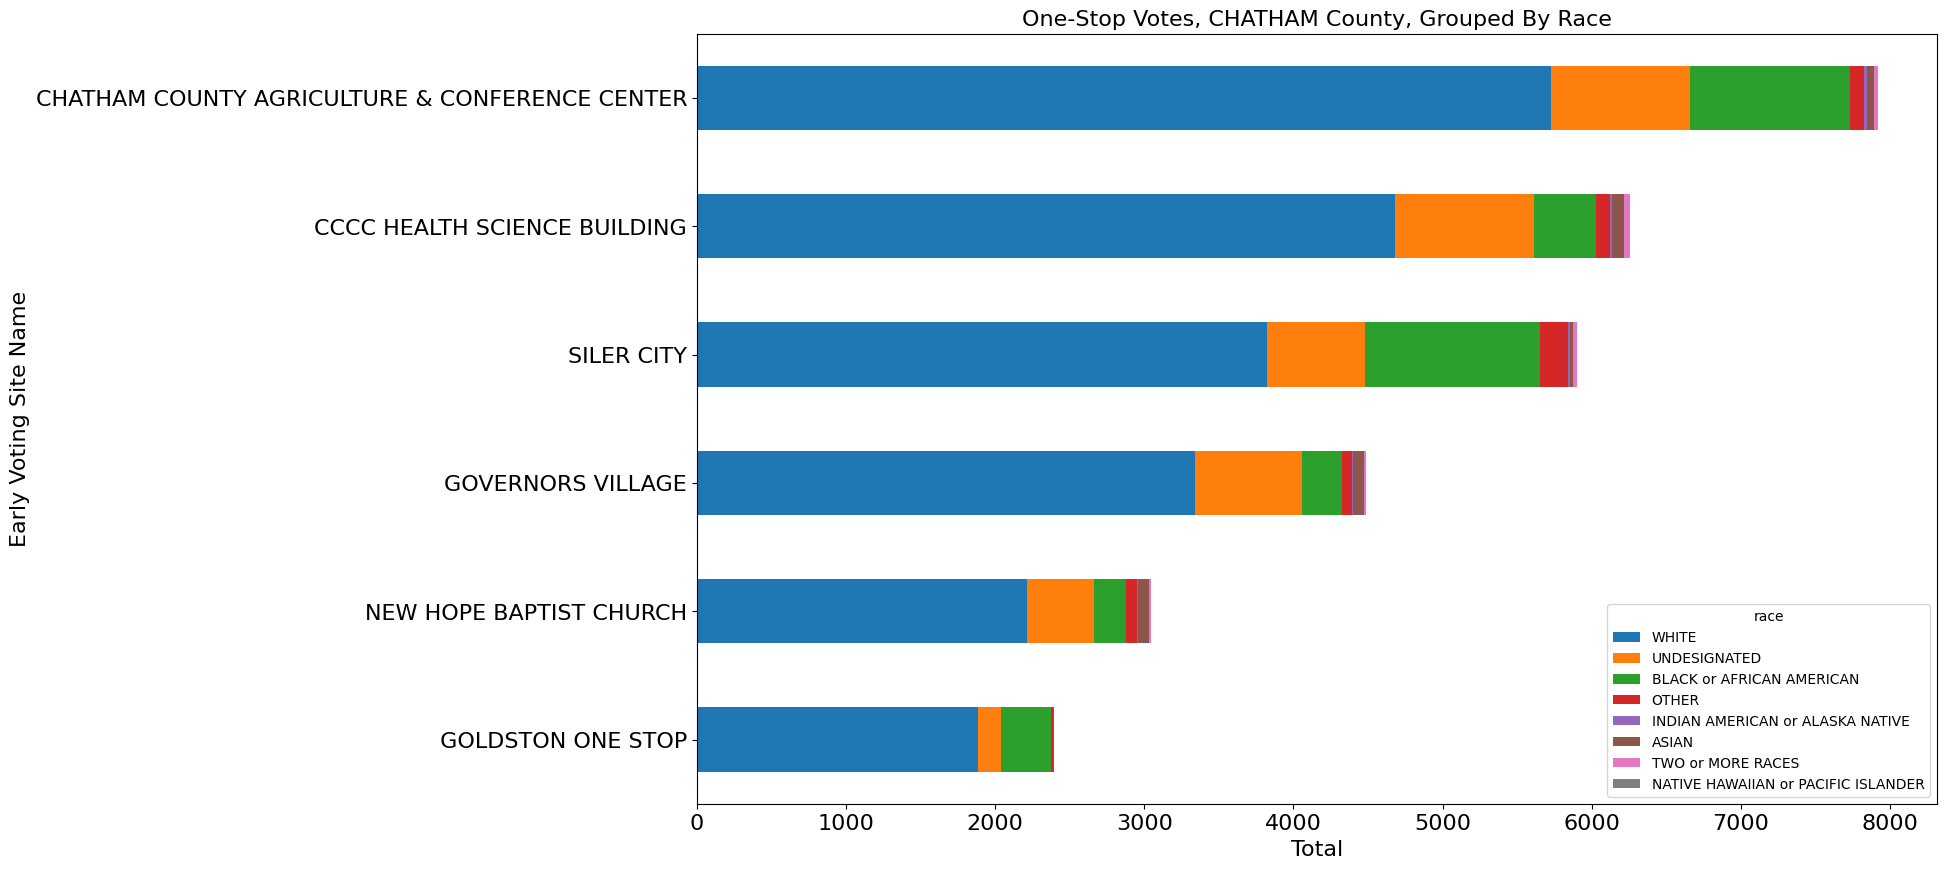 One-Stop Votes, CHATHAM County, Grouped By Race
Early Voting Site Name
CHATHAM COUNTY AGRICULTURE & CONFERENCE CENTER
CCCC HEALTH SCIENCE BUILDING
SILER CITY
GOVERNORS VILLAGE
NEW HOPE BAPTIST CHURCH
GOLDSTON ONE STOP
race
WHITE
UNDESIGNATED
BLACK or AFRICAN AMERICAN
OTHER
INDIAN AMERICAN or ALASKA NATIVE
ASIAN
TWO or MORE RACES
NATIVE HAWAIIAN or PACIFIC ISLANDER
0 1000 2000 3000 4000 5000 6000 7000 8000
Total